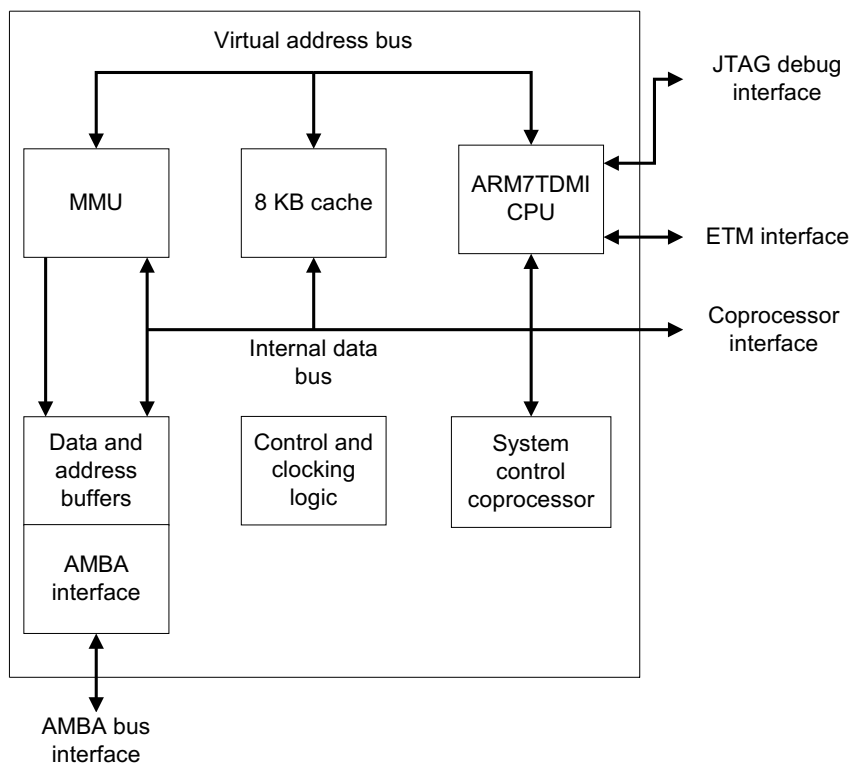 Virtual address bus
JTAG debug
interface
MMU
8 KB cache
ARM7TDMI
CPU
ETM interface
Internal data
bus
Coprocessor
interface
Data and
address
buffers
Control and
clocking
logic
System
control
coprocessor
AMBA
interface
AMBA bus
interface